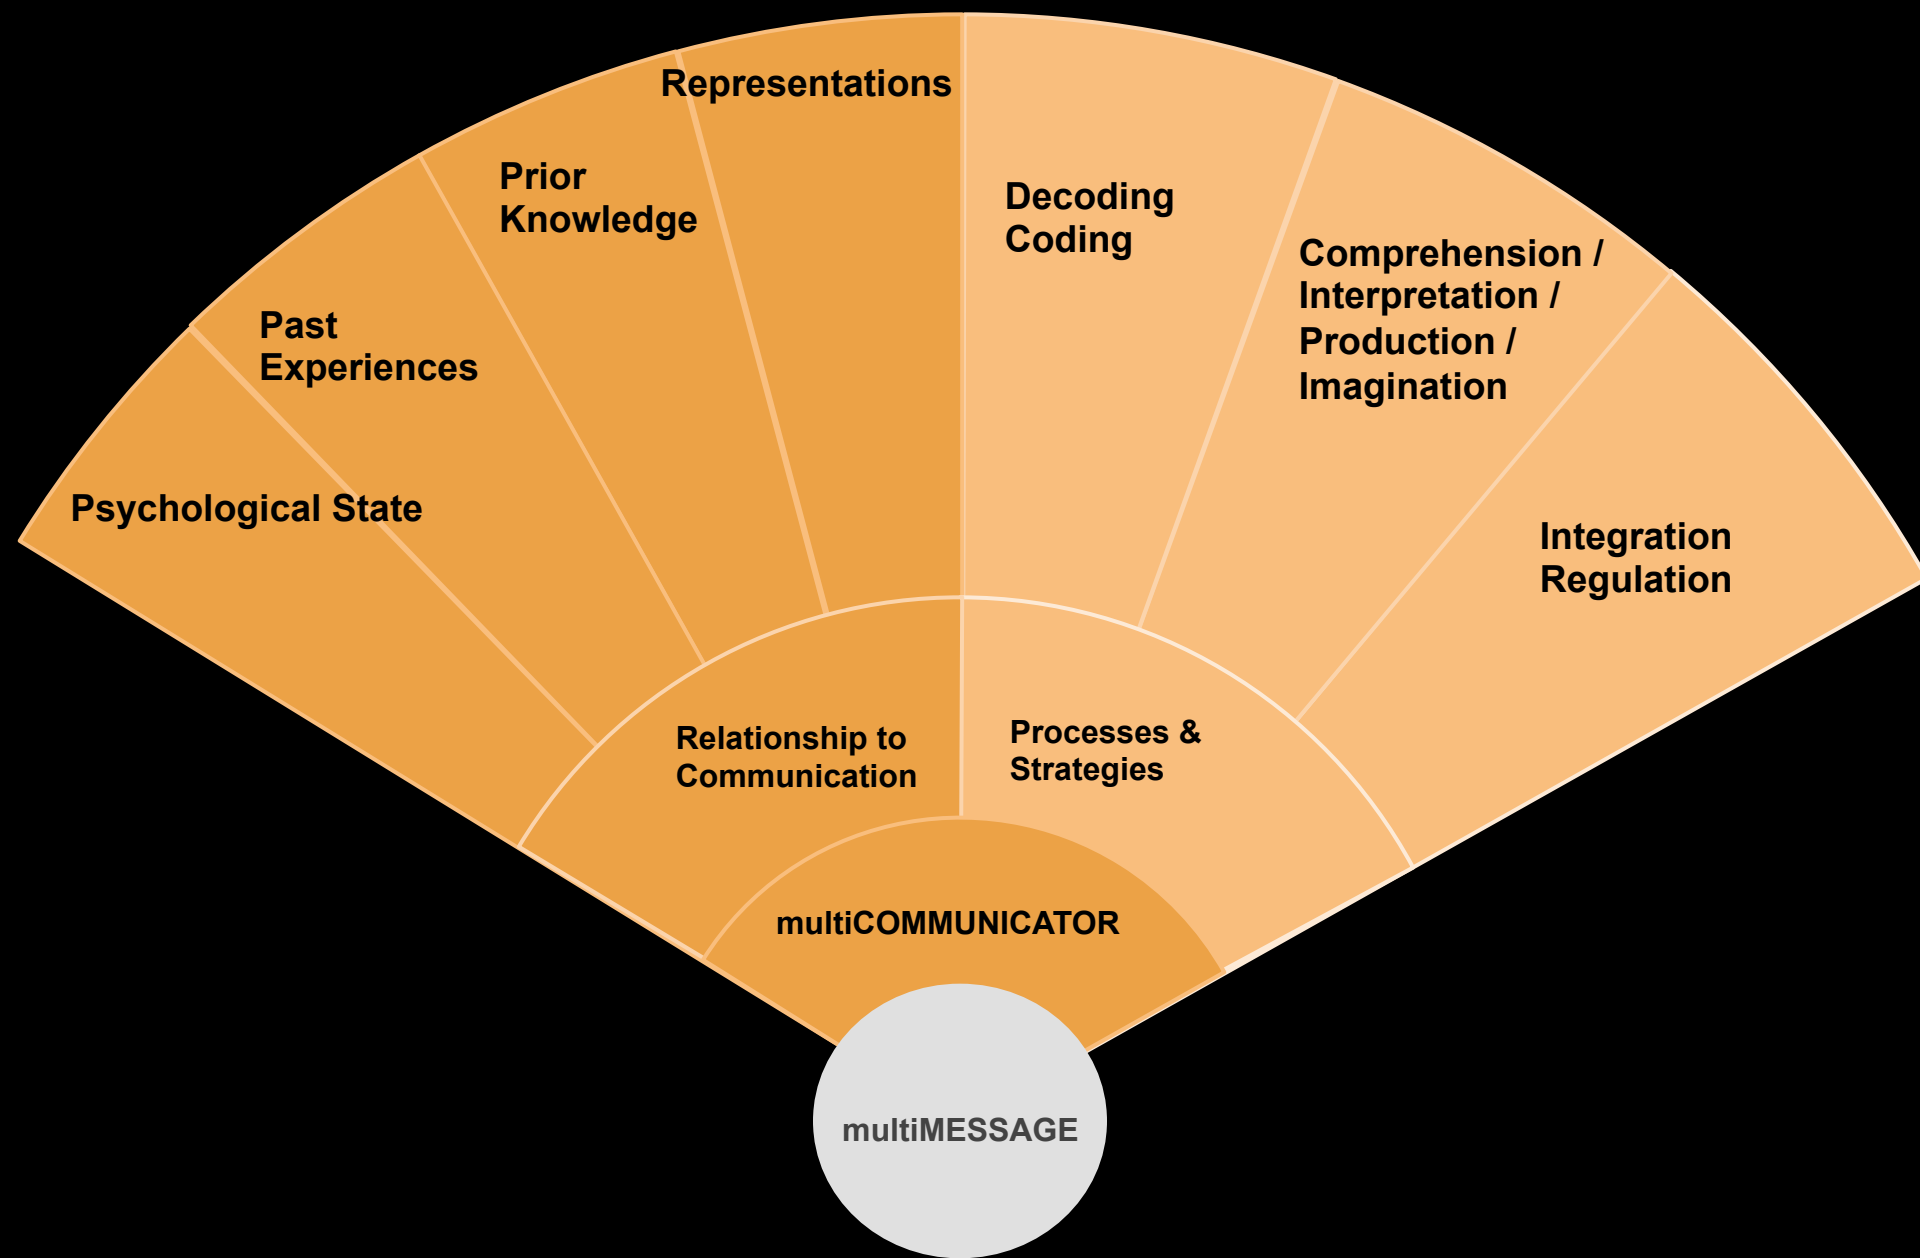 Representations
Prior
Knowledge
Decoding
Coding
Comprehension /
Interpretation /
Production /
Imagination
Past
Experiences
Psychological State
Integration
Regulation
Relationship to
Communication
Processes &
Strategies
multiCOMMUNICATOR
multiMESSAGE